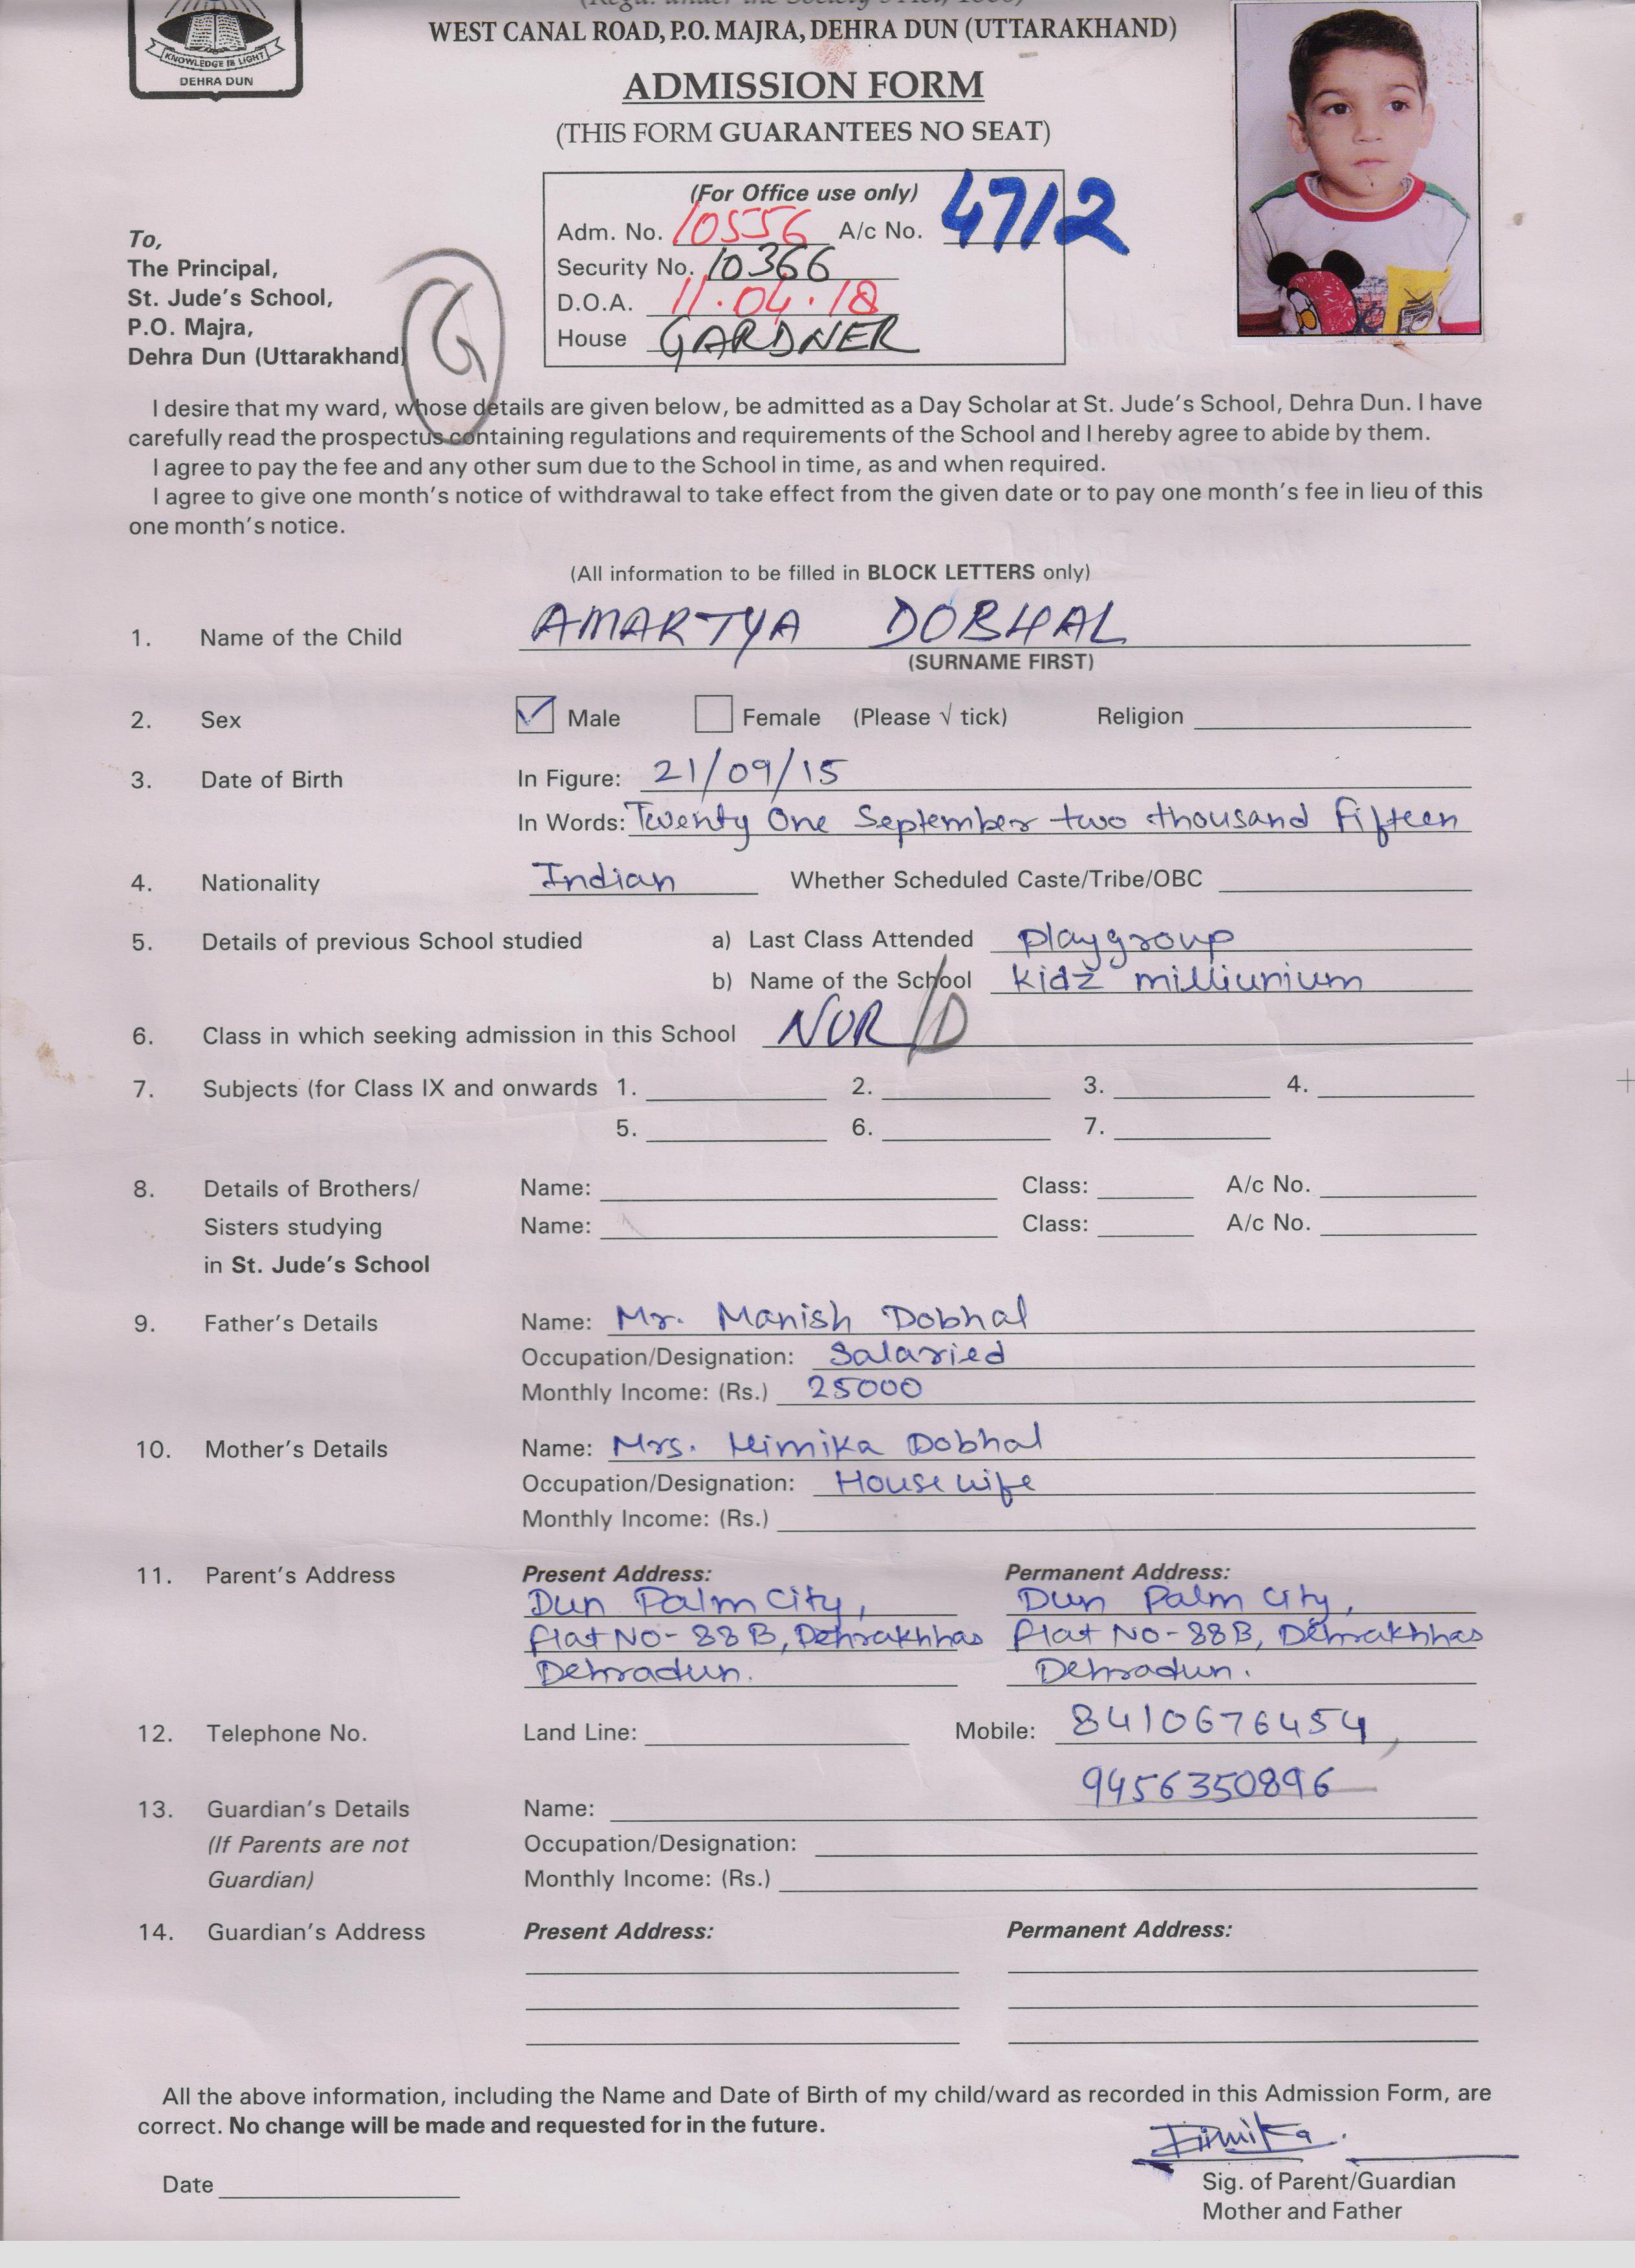 WEST CANAL ROAD, P.O. MAJRA, DEHRA DUN (UTTARAKHAND)
KNOWLEDGE IS LIGHT
DEHRA DUN
ADMISSION FORM
(THIS FORM GUARANTEES NO SEAT)
(For Office use only)
Adm. No. 10556 A/c No. 4712
Security No. 10366
D.O.A. 11.04.18
House GARDNER
To,
The Principal,
St. Jude's School,
P.O. Majra,
Dehra Dun (Uttarakhand)
G
I desire that my ward, whose details are given below, be admitted as a Day Scholar at St. Jude's School, Dehra Dun. I have
carefully read the prospectus containing regulations and requirements of the School and I hereby agree to abide by them.
I agree to pay the fee and any other sum due to the School in time, as and when required.
I agree to give one month's notice of withdrawal to take effect from the given date or to pay one month's fee in lieu of this
one month's notice.
(All information to be filled in BLOCK LETTERS only)
1. Name of the Child AMARTYA DOBHAL
(SURNAME FIRST)
2. Sex ✓ Male Female (Please √ tick) Religion
3. Date of Birth In Figure: 21/09/15
In Words: Twenty One September two thousand fifteen
4. Nationality Indian Whether Scheduled Caste/Tribe/OBC
5. Details of previous School studied a) Last Class Attended playgroup
b) Name of the School kidz milliunium
6. Class in which seeking admission in this School NUR/D
7. Subjects (for Class IX and onwards 1. 2. 3. 4.
5. 6. 7.
8. Details of Brothers/ Name: Class: A/c No.
Sisters studying Name: Class: A/c No.
in St. Jude's School
9. Father's Details Name: Mr. Manish Dobhal
Occupation/Designation: Salaried
Monthly Income: (Rs.) 25000
10. Mother's Details Name: Mrs. Himika Dobhal
Occupation/Designation: House wife
Monthly Income: (Rs.)
11. Parent's Address Present Address: Permanent Address:
Dun Palm City, Dun Palm City,
flat NO-88B, Dehrakhhas flat NO-88B, Dehrakhhas
Dehradun. Dehradun.
12. Telephone No. Land Line: Mobile: 8410676454,
9456350896
13. Guardian's Details Name:
(If Parents are not Occupation/Designation:
Guardian) Monthly Income: (Rs.)
14. Guardian's Address Present Address: Permanent Address:
All the above information, including the Name and Date of Birth of my child/ward as recorded in this Admission Form, are
correct. No change will be made and requested for in the future.
Date
Sig. of Parent/Guardian
Mother and Father